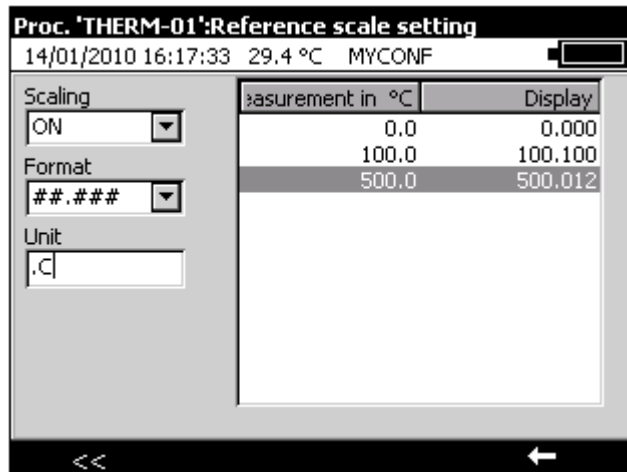 Proc. 'THERM-01':Reference scale setting
14/01/2010 16:17:33 29.4 °C MYCONF
Scaling
ON
Format
##.###
Unit
.C
easurement in °C Display
0.0 0.000
100.0 100.100
500.0 500.012
<<